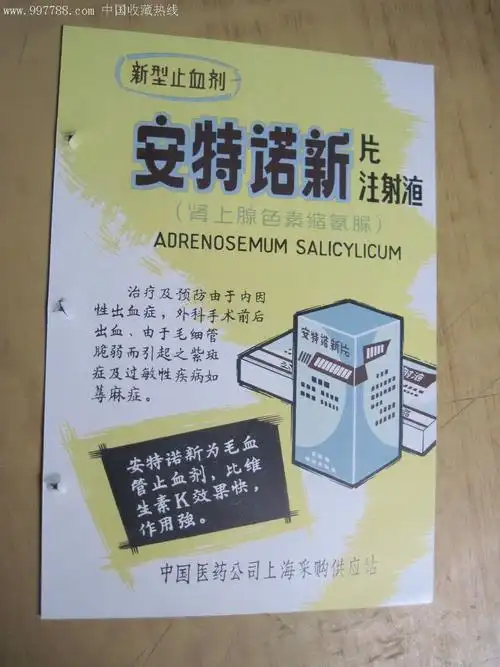 www.997788.com 中国收藏热线
新型止血剂
安特诺新 片
注射液
(肾上腺色素缩氨脲)
ADRENOSEMUM SALICYLICUM
治疗及预防由于内因
性出血症，外科手术前后
出血、由于毛细管
脆弱而引起之紫斑
症及过敏性疾病如
荨麻症。
安特诺新片
射液
安特诺新为毛血
管止血剂，比维
生素K效果快，
作用强。
中国医药公司上海采购供应站